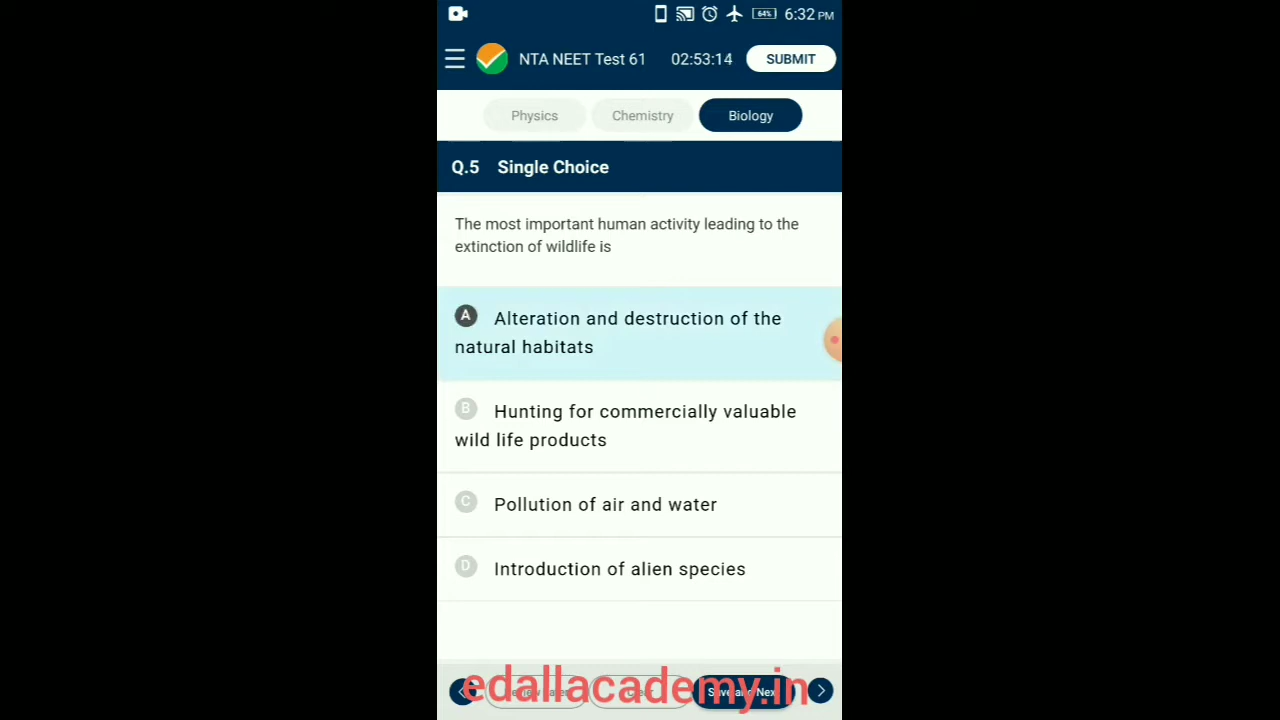 64% 6:32 PM
NTA NEET Test 61 02:53:14 SUBMIT
Physics Chemistry Biology
Q.5 Single Choice
The most important human activity leading to the
extinction of wildlife is
A Alteration and destruction of the
natural habitats
B Hunting for commercially valuable
wild life products
C Pollution of air and water
D Introduction of alien species
edallacademy.in